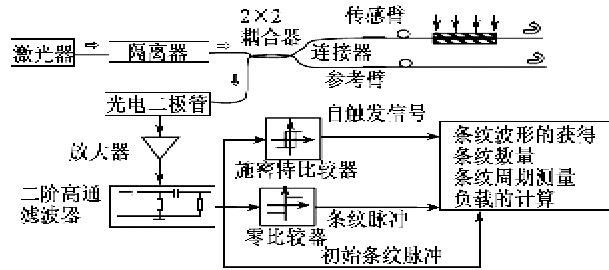 2×2
耦合器
传感臂
激光器
隔离器
连接器
参考臂
光电二极管
放大器
自触发信号
施密特比较器
条纹波形的获得
条纹数量
条纹周期测量
负载的计算
二阶高通
滤波器
零比较器
条纹脉冲
初始条纹脉冲